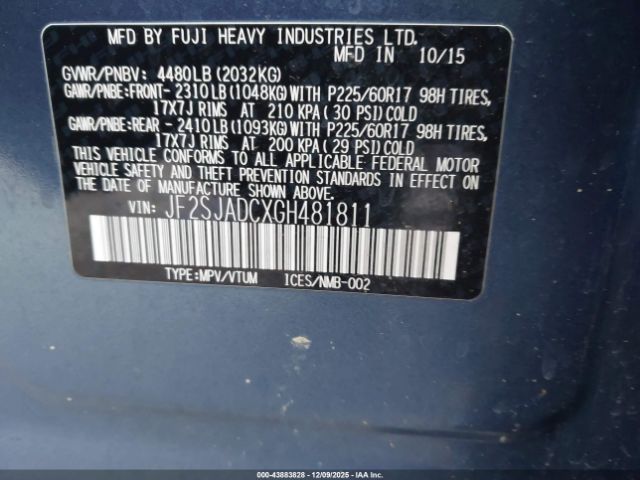 MFD BY FUJI HEAVY INDUSTRIES LTD.
MFD IN 10/15
GVWR/PNBV: 4480LB (2032KG)
GAWR/PNBE:FRONT- 2310LB (1048KG) WITH P225/60R17 98H TIRES,
17X7J RIMS AT 210 KPA ( 30 PSI) COLD
GAWR/PNBE:REAR - 2410LB (1093KG) WITH P225/60R17 98H TIRES,
17X7J RIMS AT 200 KPA ( 29 PSI) COLD
THIS VEHICLE CONFORMS TO ALL APPLICABLE FEDERAL MOTOR
VEHICLE SAFETY AND THEFT PREVENTION STANDARDS IN EFFECT
ON THE DATE OF MANUFACTURE SHOWN ABOVE.
VIN: JF2SJADCXGH481811
TYPE:MPV/VTUM ICES/NMB-002
000-43883828 - 12/09/2025 - IAAI.COM